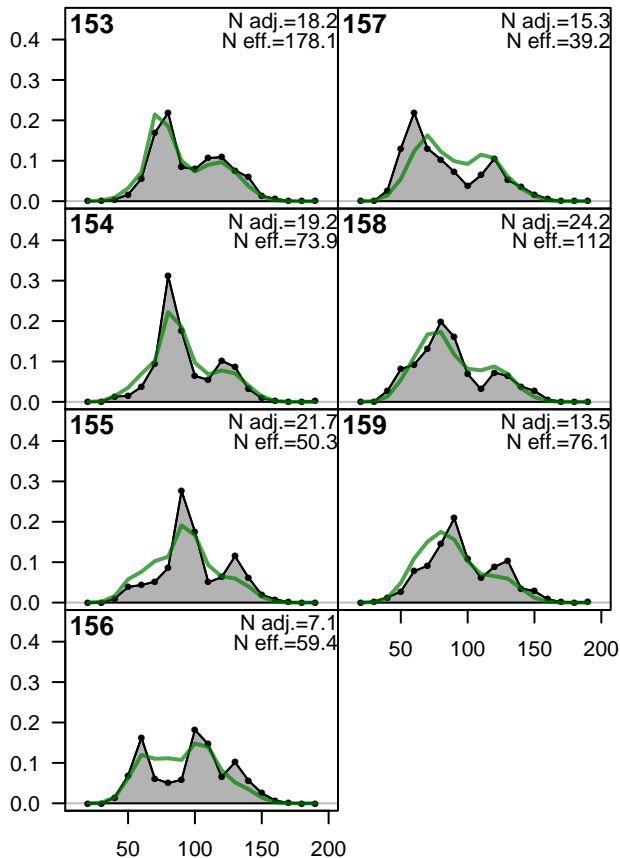 153
N adj.=18.2
N eff.=178.1
157
N adj.=15.3
N eff.=39.2
0.4
0.3
0.2
0.1
0.0
154
N adj.=19.2
N eff.=73.9
158
N adj.=24.2
N eff.=112
0.4
0.3
0.2
0.1
0.0
155
N adj.=21.7
N eff.=50.3
159
N adj.=13.5
N eff.=76.1
0.4
0.3
0.2
0.1
0.0
50 100 150 200
156
N adj.=7.1
N eff.=59.4
0.4
0.3
0.2
0.1
0.0
50 100 150 200